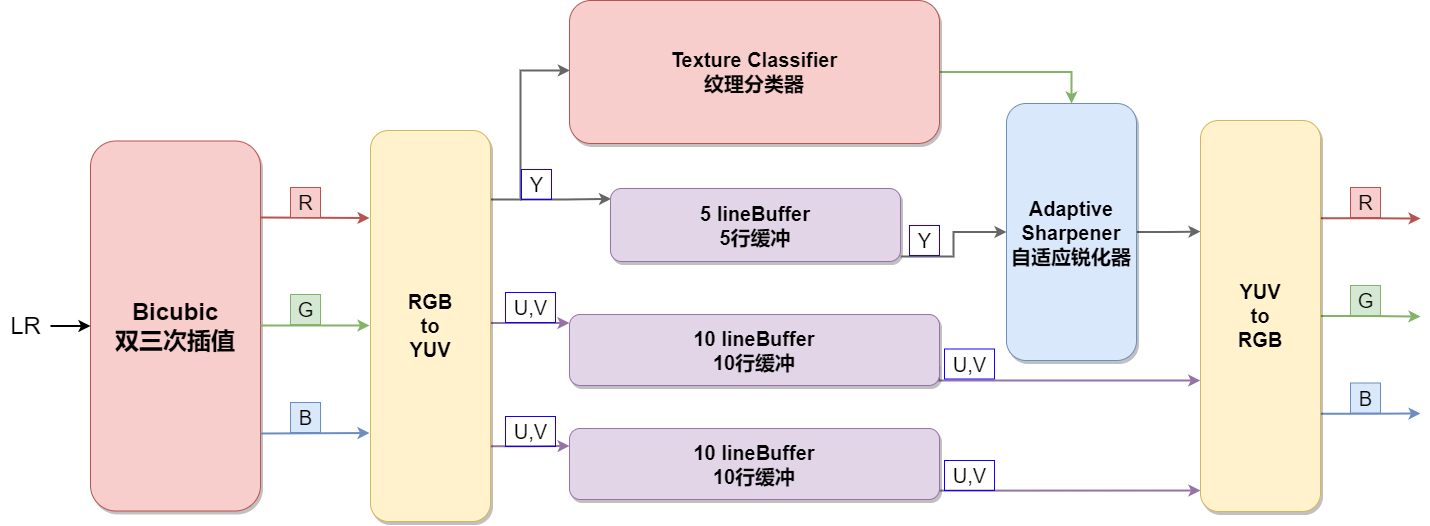 LR
Bicubic
双三次插值
R
G
B
RGB
to
YUV
Y
U,V
U,V
Texture Classifier
纹理分类器
5 lineBuffer
5行缓冲
Y
10 lineBuffer
10行缓冲
U,V
10 lineBuffer
10行缓冲
U,V
Adaptive
Sharpener
自适应锐化器
YUV
to
RGB
R
G
B